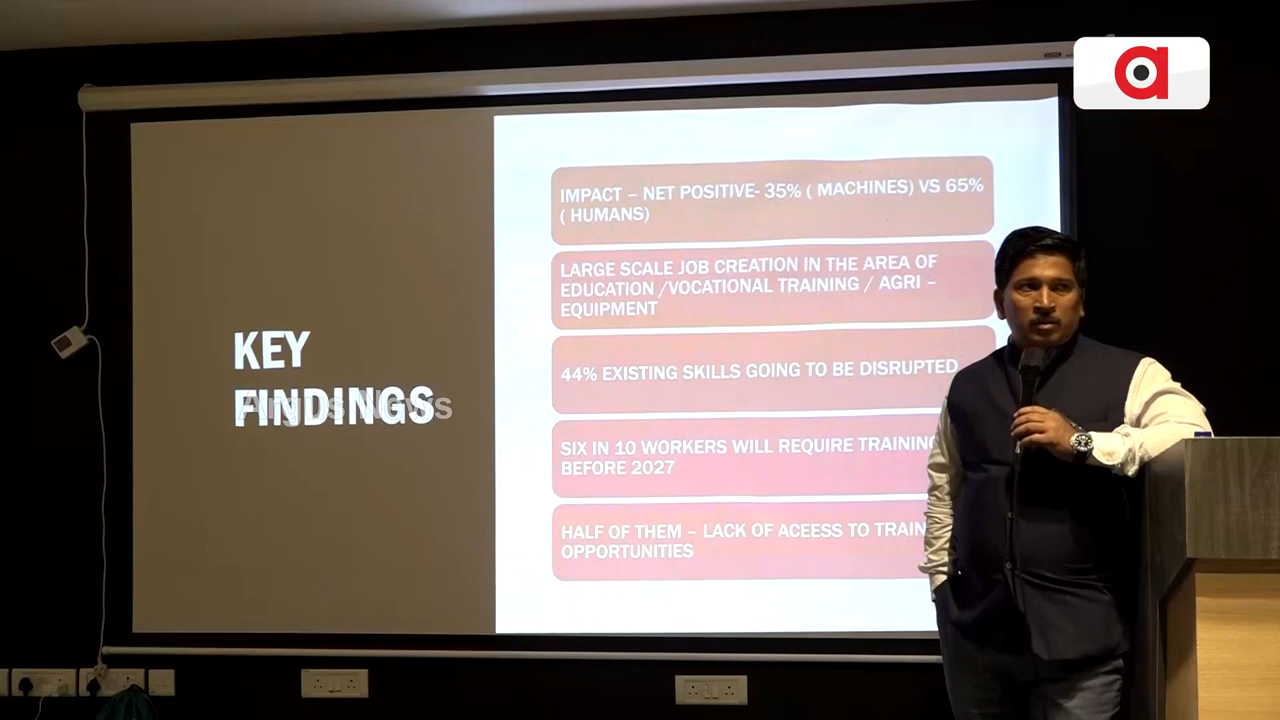 KEY
FINDINGS
Argus News
IMPACT – NET POSITIVE- 35% ( MACHINES) VS 65%
( HUMANS)
LARGE SCALE JOB CREATION IN THE AREA OF
EDUCATION /VOCATIONAL TRAINING / AGRI –
EQUIPMENT
44% EXISTING SKILLS GOING TO BE DISRUPTED
SIX IN 10 WORKERS WILL REQUIRE TRAINING
BEFORE 2027
HALF OF THEM – LACK OF ACEESS TO TRAIN
OPPORTUNITIES
a